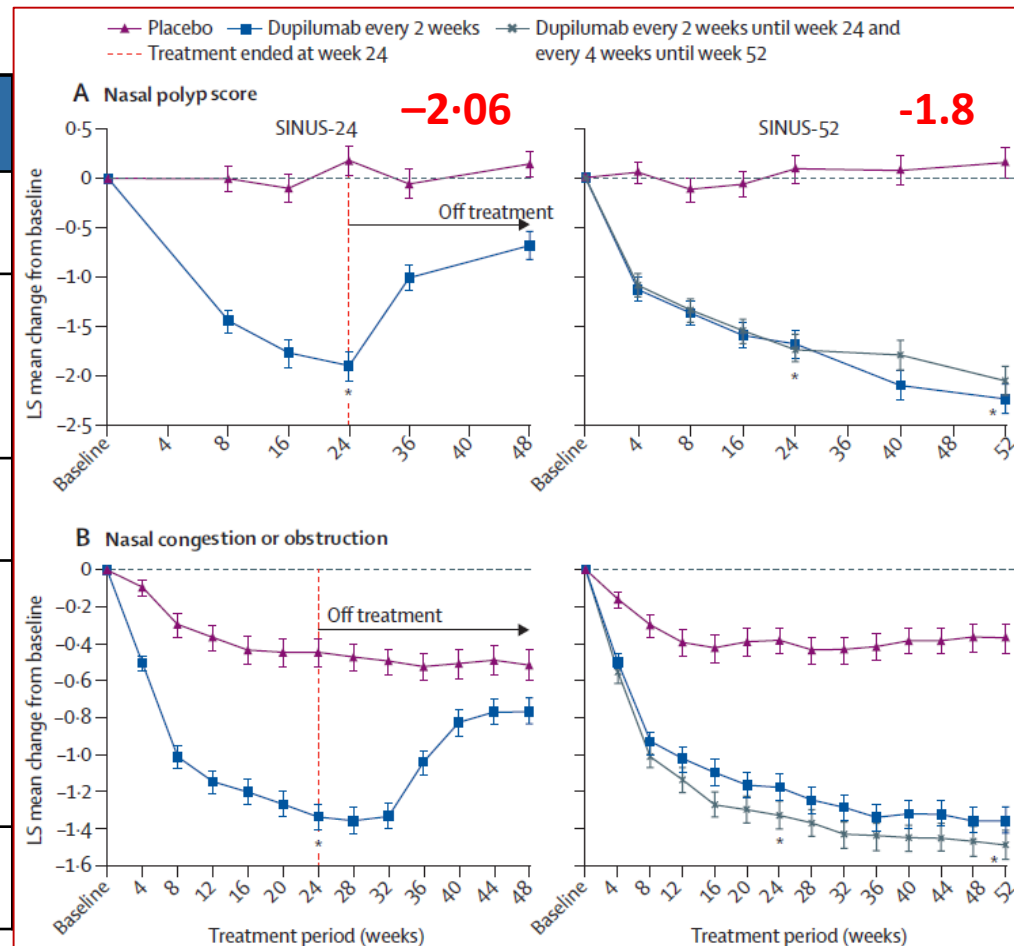 Placebo
Dupilumab every 2 weeks
Dupilumab every 2 weeks until week 24 and
every 4 weeks until week 52
Treatment ended at week 24
A Nasal polyp score
–2·06
-1.8
SINUS-24
SINUS-52
LS mean change from baseline
0·5
0
–0·5
–1·0
–1·5
–2·0
–2·5
Off treatment
*
*
*
Baseline 4 8 16 24 36 40 48
Baseline 4 8 16 24 36 40 48 52
B Nasal congestion or obstruction
LS mean change from baseline
0
–0·2
–0·4
–0·6
–0·8
–1·0
–1·2
–1·4
–1·6
Off treatment
*
*
*
Baseline 4 8 12 16 20 24 28 32 36 40 44 48
Baseline 4 8 12 16 20 24 28 32 36 40 44 48 52
Treatment period (weeks)
Treatment period (weeks)